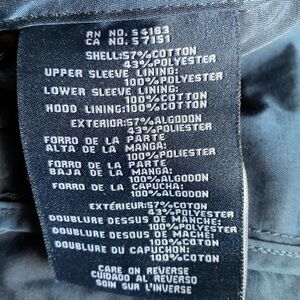 RN NO. 54163
CA NO. 57151
SHELL:57%COTTON
43%POLYESTER
UPPER SLEEVE LINING:
100%POLYESTER
LOWER SLEEVE LINING:
100%COTTON
HOOD LINING:100%COTTON
EXTERIOR:57%ALGODON
43%POLIESTER
FORRO DE LA PARTE
ALTA DE LA MANGA:
100%POLIESTER
FORRO DE LA PARTE
BAJA DE LA MANGA:
100%ALGODON
FORRO DE LA CAPUCHA:
100%ALGODON
EXTÉRIEUR:57%COTON
43%POLYESTER
DOUBLURE DESSUS DE MANCHE:
100%POLYESTER
DOUBLURE DESSOUS DE MACHE:
100%COTON
DOUBLURE DU CAPUCHON:
100%COTON
CARE ON REVERSE
CUIDADO AL REVERSO
SOIN SUR L'INVERSE